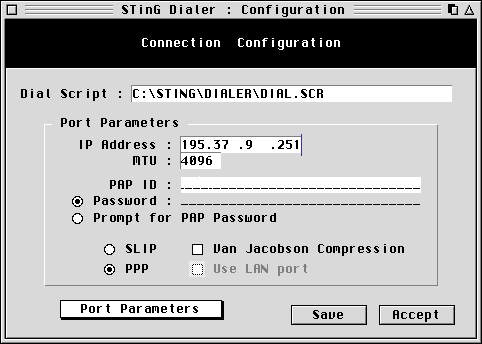 STinG Dialer : Configuration
Connection Configuration
Dial Script : C:\STING\DIALER\DIAL.SCR
Port Parameters
IP Address : 195.37 .9 .251
MTU : 4096
PAP ID : ______________________________
Password : ______________________________
Prompt for PAP Password
SLIP Van Jacobson Compression
PPP Use LAN port
Port Parameters Save Accept